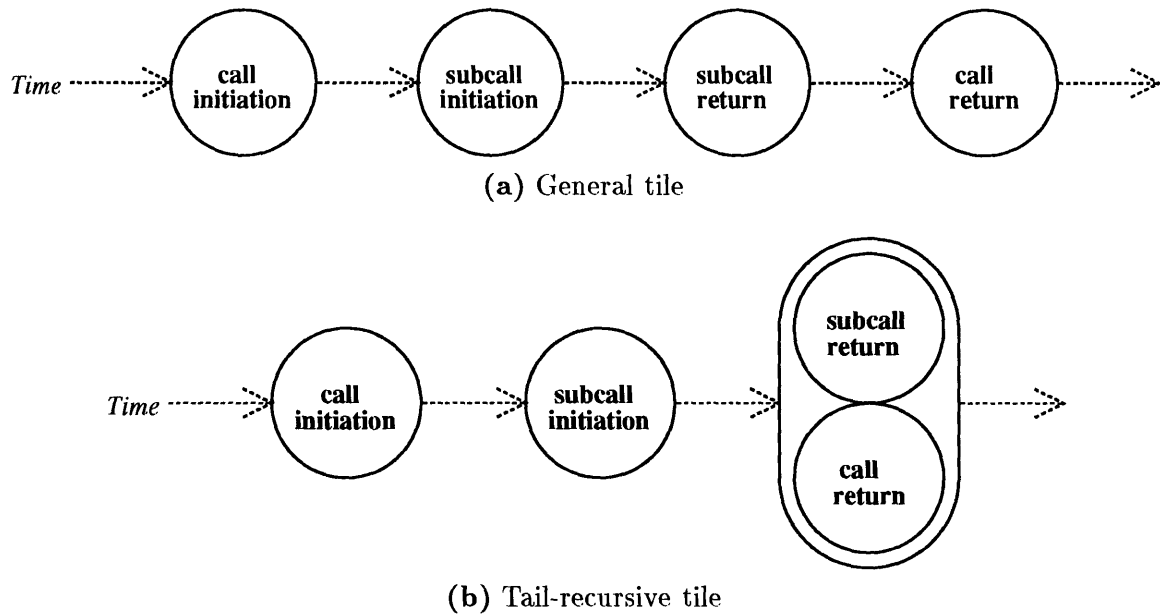 Time
call
initiation
subcall
initiation
subcall
return
call
return
(a) General tile
Time
call
initiation
subcall
initiation
subcall
return
call
return
(b) Tail-recursive tile